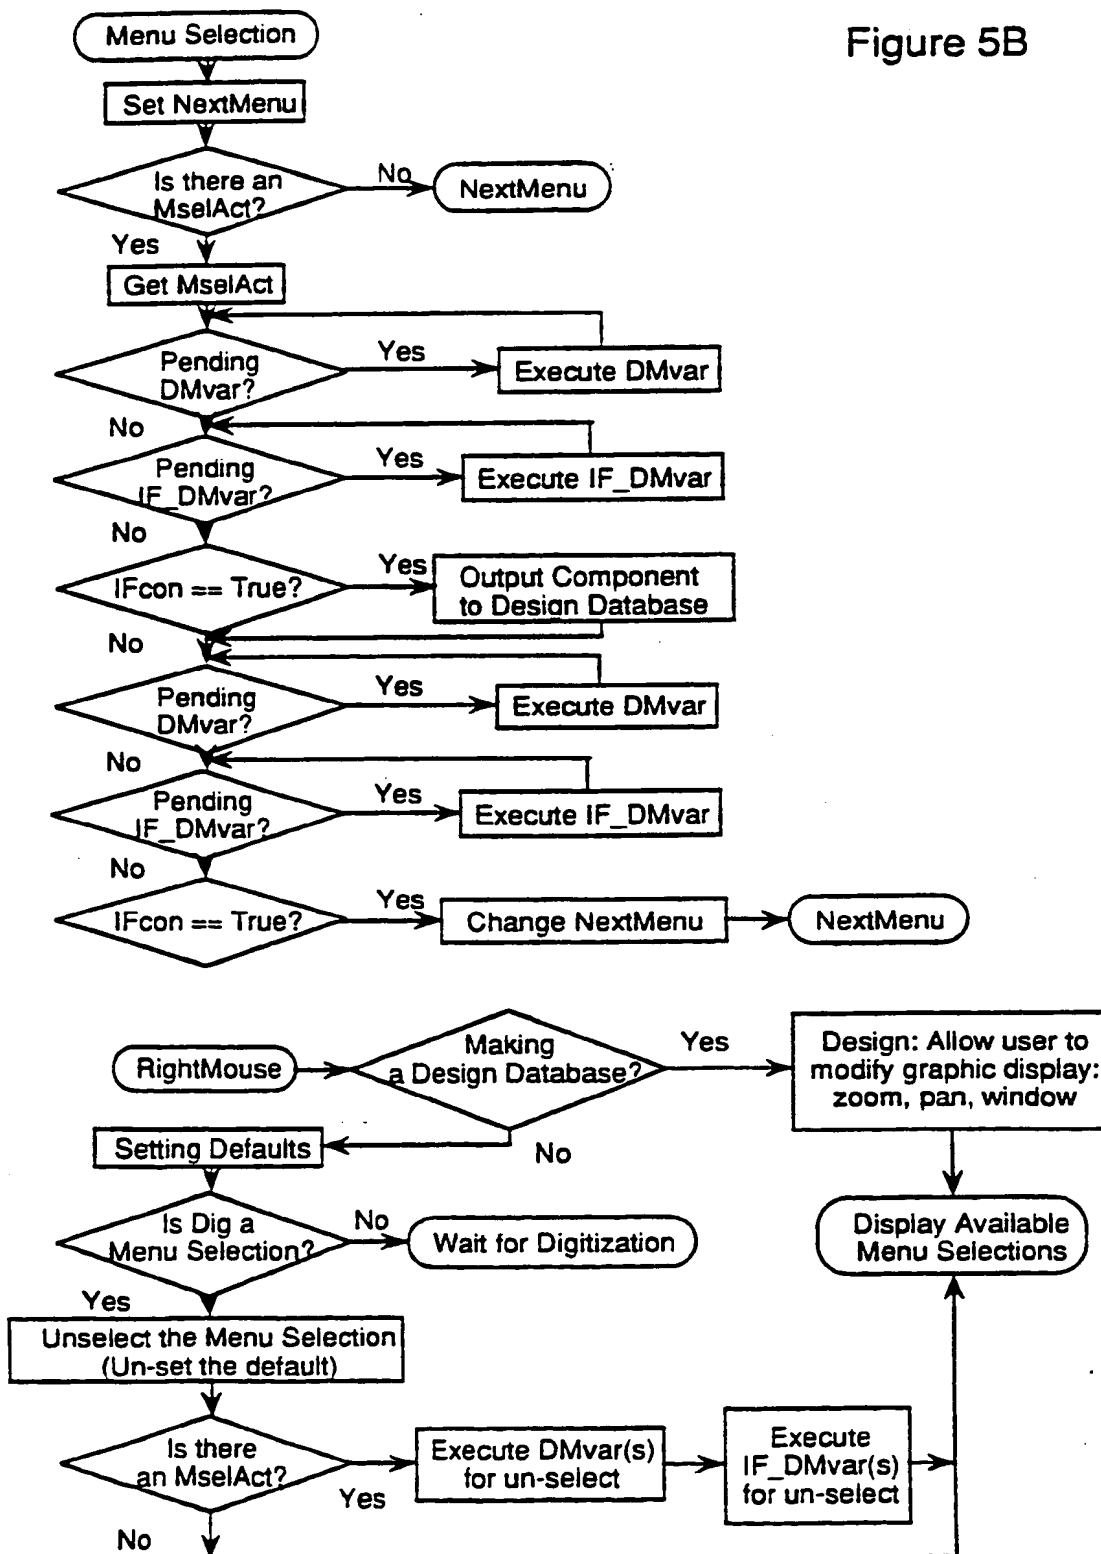 Figure 5B
Menu Selection
Set NextMenu
Is there an
MselAct?
No
NextMenu
Yes
Get MselAct
Pending
DMvar?
Yes
Execute DMvar
No
Pending
IF_DMvar?
Yes
Execute IF_DMvar
No
IFcon == True?
Yes
Output Component
to Design Database
No
Pending
DMvar?
Yes
Execute DMvar
No
Pending
IF_DMvar?
Yes
Execute IF_DMvar
No
IFcon == True?
Yes
Change NextMenu
NextMenu
RightMouse
Making
a Design Database?
Yes
Design: Allow user to
modify graphic display:
zoom, pan, window
No
Setting Defaults
Is Dig a
Menu Selection?
No
Wait for Digitization
Display Available
Menu Selections
Yes
Unselect the Menu Selection
(Un-set the default)
Is there
an MselAct?
Yes
Execute DMvar(s)
for un-select
Execute
IF_DMvar(s)
for un-select
No